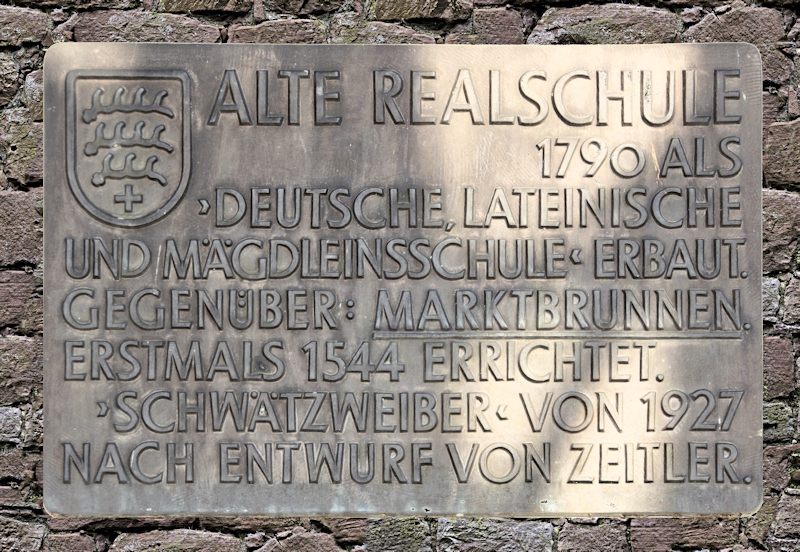 ALTE REALSCHULE
1790 ALS
›DEUTSCHE, LATEINISCHE
UND MÄGDLEINSSCHULE‹ ERBAUT.
GEGENÜBER: MARKTBRUNNEN.
ERSTMALS 1544 ERRICHTET.
›SCHWÄTZWEIBER‹ VON 1927
NACH ENTWURF VON ZEITLER.